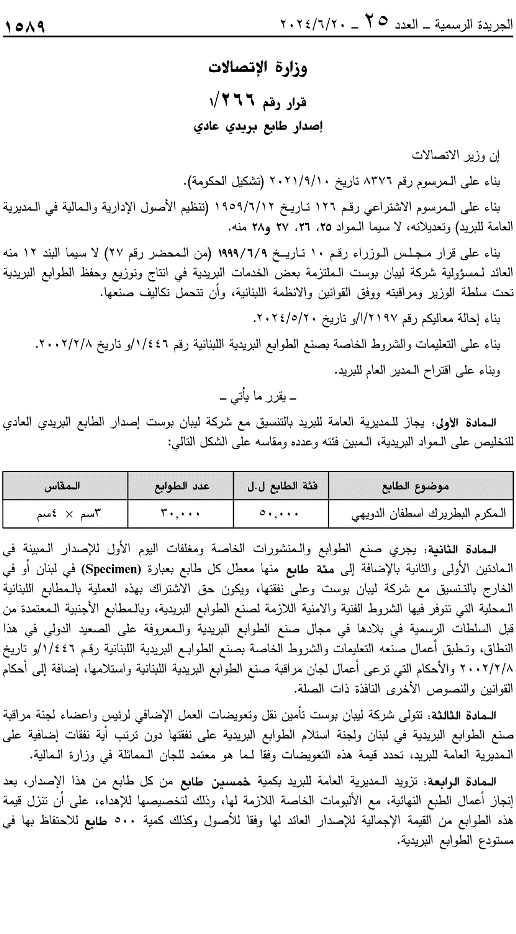 الجريدة الرسمية ـ العدد ٢٥ ـ ٢٠٢٤/٦/٢٠
١٥٨٩
وزارة الإتصالات
قرار رقم ١/٢٦٦
إصدار طابع بريدي عادي
إن وزير الاتصالات
بناء على المرسوم رقم ٨٣٧٦ تاريخ ٢٠٢١/٩/١٠ (تشكيل الحكومة).
بناء على المرسوم الاشتراعي رقم ١٢٦ تاريخ ١٩٥٩/٦/١٢ (تنظيم الأصول الإدارية والمالية في المديرية
العامة للبريد) وتعديلاته، لا سيما المواد ٢٥، ٢٦، ٢٧ و٢٨ منه.
بناء على قرار مجلس الوزراء رقم ١٠ تاريخ ١٩٩٩/٦/٩ (من المحضر رقم ٢٧) لا سيما البند ١٢ منه
العائد لمسؤولية شركة ليبان بوست الملتزمة بعض الخدمات البريدية في انتاج وتوزيع وحفظ الطوابع البريدية
تحت سلطة الوزير ومراقبته ووفق القوانين والانظمة اللبنانية، وأن تتحمل تكاليف صنعها.
بناء إحالة معاليكم رقم ٢١٩٧/أ/و تاريخ ٢٠٢٤/٥/٢٠.
بناء على التعليمات والشروط الخاصة بصنع الطوابع البريدية اللبنانية رقم ١/٤٤٦/و تاريخ ٢٠٠٢/٢/٨.
وبناء على اقتراح المدير العام للبريد.
ـ يقرر ما يأتي ـ
المادة الأولى: يجاز للمديرية العامة للبريد بالتنسيق مع شركة ليبان بوست إصدار الطابع البريدي العادي
للتخليص على المواد البريدية، المبين فئته وعدده ومقاسه على الشكل التالي:
موضوع الطابع
فئة الطابع ل.ل
عدد الطوابع
المقاس
المكرم البطريرك اسطفان الدويهي
٥٠,٠٠٠
٣٠,٠٠٠
٣سم × ٤سم
المادة الثانية: يجري صنع الطوابع والمنشورات الخاصة ومغلفات اليوم الأول للإصدار المبينة في
المادتين الأولى والثانية بالإضافة إلى مئة طابع منها معطل كل طابع بعبارة (Specimen) في لبنان أو في
الخارج بالتنسيق مع شركة ليبان بوست وعلى نفقتها، ويكون حق الاشتراك بهذه العملية بالمطابع اللبنانية
المحلية التي تتوفر فيها الشروط الفنية والامنية اللازمة لصنع الطوابع البريدية، وبالمطابع الأجنبية المعتمدة من
قبل السلطات الرسمية في بلادها في مجال صنع الطوابع البريدية والمعروفة على الصعيد الدولي في هذا
النطاق، وتطبق أعمال صنعه التعليمات والشروط الخاصة بصنع الطوابع البريدية اللبنانية رقم ١/٤٤٦/و تاريخ
٢٠٠٢/٢/٨ والأحكام التي ترعى أعمال لجان مراقبة صنع الطوابع البريدية اللبنانية واستلامها، إضافة إلى أحكام
القوانين والنصوص الأخرى النافذة ذات الصلة.
المادة الثالثة: تتولى شركة ليبان بوست تأمين نقل وتعويضات العمل الإضافي لرئيس واعضاء لجنة مراقبة
صنع الطوابع البريدية في لبنان ولجنة استلام الطوابع البريدية على نفقتها دون ترتب أية نفقات إضافية على
المديرية العامة للبريد، تحدد قيمة هذه التعويضات وفقا لما هو معتمد للجان المماثلة في وزارة المالية.
المادة الرابعة: تزويد المديرية العامة للبريد بكمية خمسين طابع من كل طابع من هذا الإصدار، بعد
إنجاز أعمال الطبع النهائية، مع الألبومات الخاصة اللازمة لها، وذلك لتخصيصها للإهداء، على أن تنزل قيمة
هذه الطوابع من القيمة الإجمالية للإصدار العائد لها وفقا للأصول وكذلك كمية ٥٠٠ طابع للاحتفاظ بها في
مستودع الطوابع البريدية.